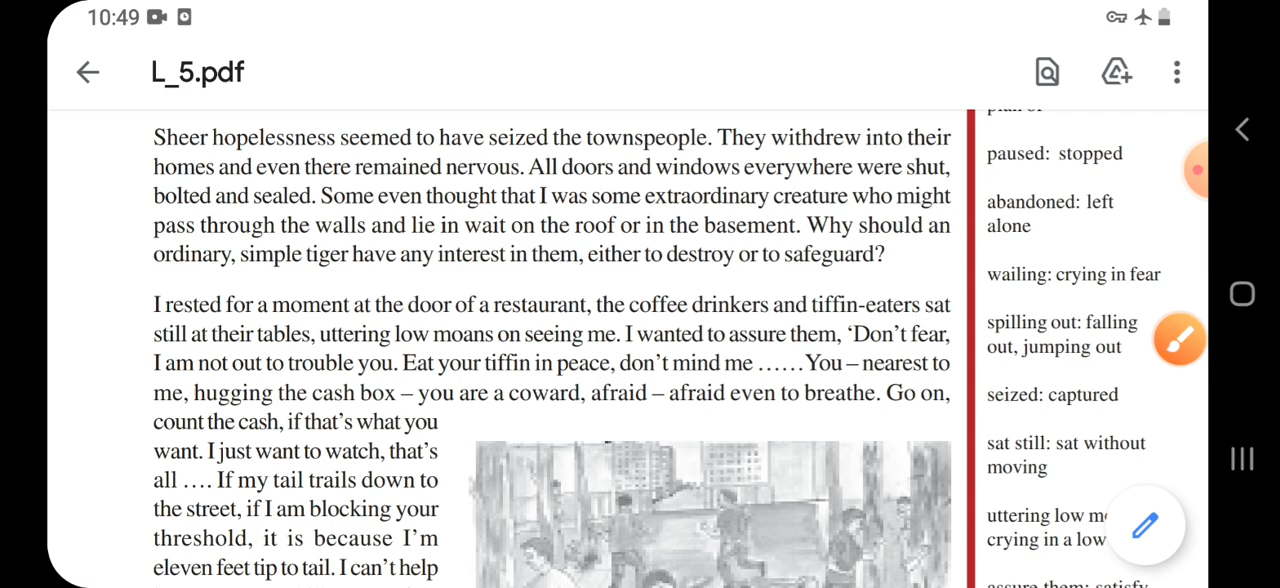 10:49
L_5.pdf
Sheer hopelessness seemed to have seized the townspeople. They withdrew into their
homes and even there remained nervous. All doors and windows everywhere were shut,
bolted and sealed. Some even thought that I was some extraordinary creature who might
pass through the walls and lie in wait on the roof or in the basement. Why should an
ordinary, simple tiger have any interest in them, either to destroy or to safeguard?
I rested for a moment at the door of a restaurant, the coffee drinkers and tiffin-eaters sat
still at their tables, uttering low moans on seeing me. I wanted to assure them, ‘Don’t fear,
I am not out to trouble you. Eat your tiffin in peace, don’t mind me ……You – nearest to
me, hugging the cash box – you are a coward, afraid – afraid even to breathe. Go on,
count the cash, if that’s what you
want. I just want to watch, that’s
all …. If my tail trails down to
the street, if I am blocking your
threshold, it is because I’m
eleven feet tip to tail. I can’t help
paused: stopped
abandoned: left
alone
wailing: crying in fear
spilling out: falling
out, jumping out
seized: captured
sat still: sat without
moving
uttering low
crying in a low
assure them: satisfy